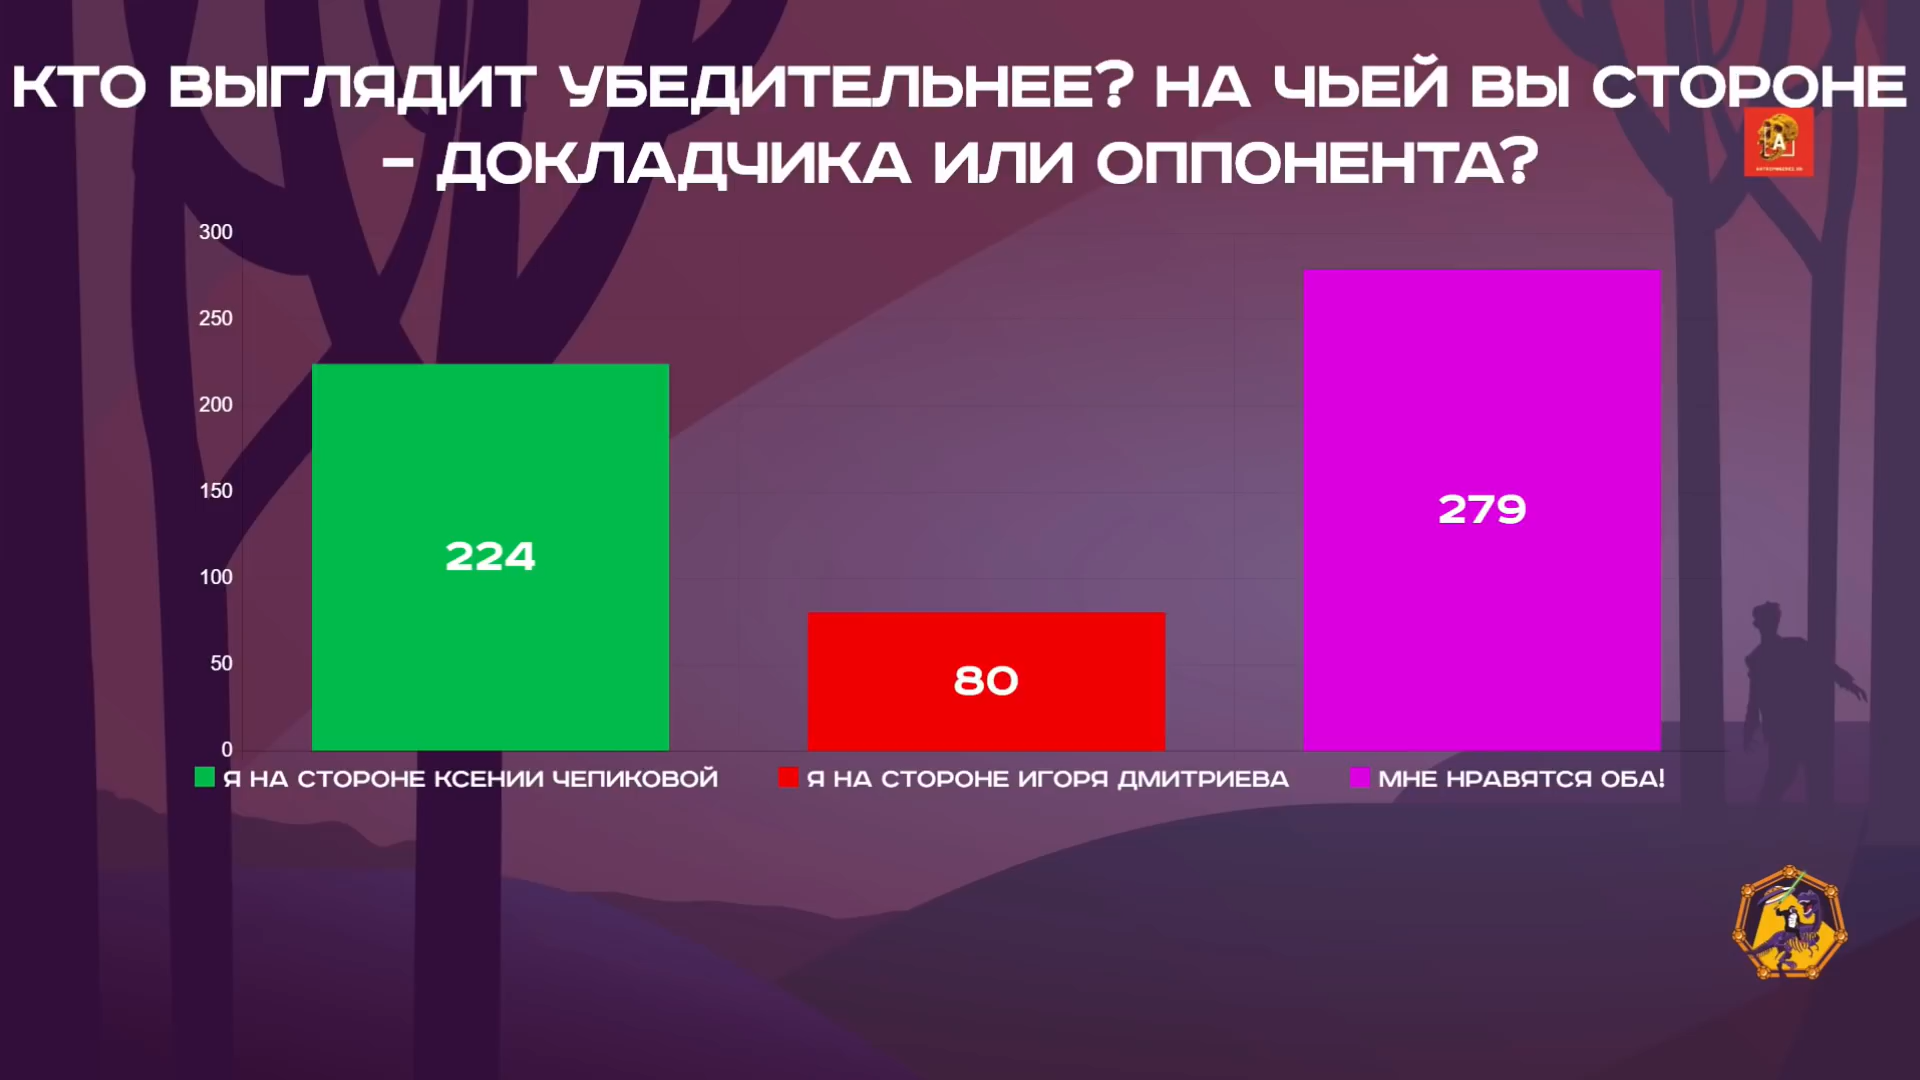 КТО ВЫГЛЯДИТ УБЕДИТЕЛЬНЕЕ? НА ЧЬЕЙ ВЫ СТОРОНЕ
– ДОКЛАДЧИКА ИЛИ ОППОНЕНТА?
A
300
250
200
150
100
50
0
224
80
279
Я НА СТОРОНЕ КСЕНИИ ЧЕПИКОВОЙ
Я НА СТОРОНЕ ИГОРЯ ДМИТРИЕВА
МНЕ НРАВЯТСЯ ОБА!